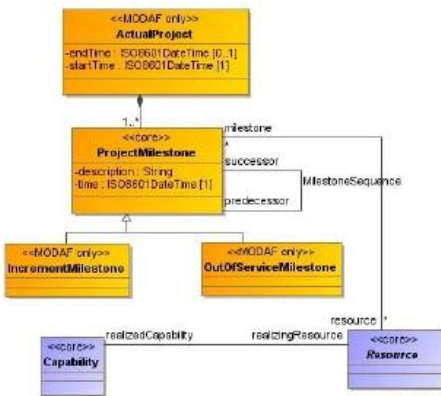 <<MODAF only>>
ActualProject
-endTime : ISO8601DateTime [0..1]
-startTime : ISO8601DateTime [1]
1..*
<<core>>
ProjectMilestone
-description : String
-time : ISO8601DateTime [1]
milestone
*
successor
MilestoneSequence
predecessor
<<MODAF only>>
IncrementMilestone
<<MODAF only>>
OutOfServiceMilestone
resource *
realizedCapability
realizingResource
<<core>>
Capability
<<core>>
Resource